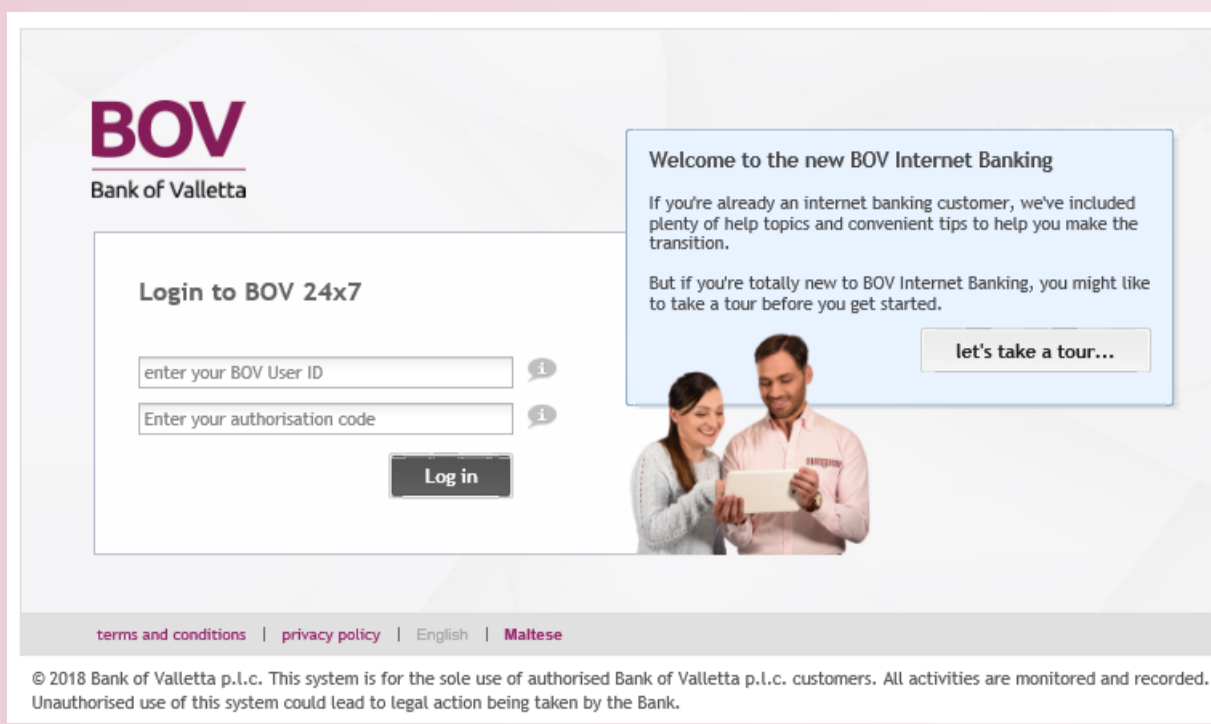 BOV
Bank of Valletta
Welcome to the new BOV Internet Banking
If you're already an internet banking customer, we've included
plenty of help topics and convenient tips to help you make the
transition.
But if you're totally new to BOV Internet Banking, you might like
to take a tour before you get started.
let's take a tour...
Login to BOV 24x7
enter your BOV User ID
Enter your authorisation code
Log in
terms and conditions | privacy policy | English | Maltese
© 2018 Bank of Valletta p.l.c. This system is for the sole use of authorised Bank of Valletta p.l.c. customers. All activities are monitored and recorded.
Unauthorised use of this system could lead to legal action being taken by the Bank.